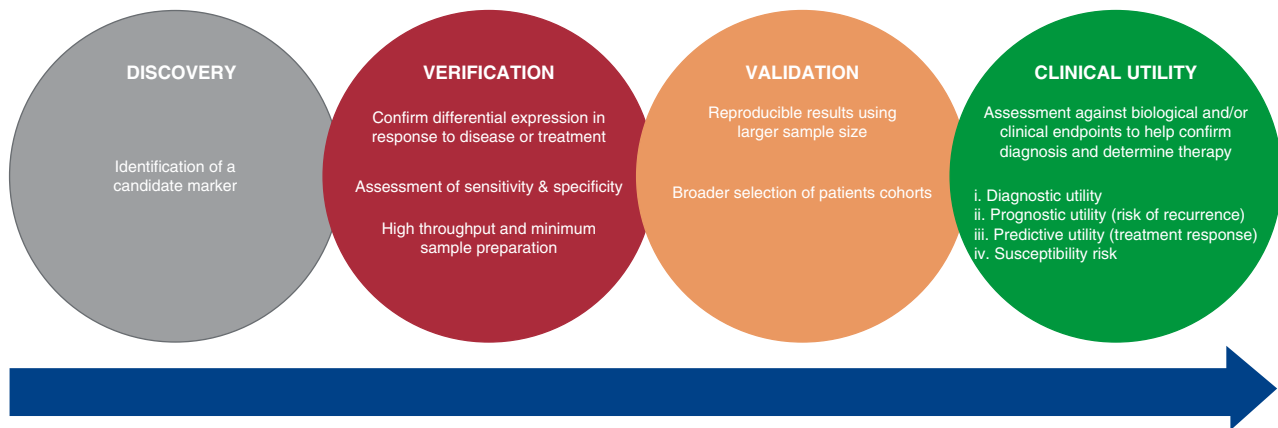 DISCOVERY
Identification of a
candidate marker
VERIFICATION
Confirm differential expression in
response to disease or treatment
Assessment of sensitivity & specificity
High throughput and minimum
sample preparation
VALIDATION
Reproducible results using
larger sample size
Broader selection of patients cohorts
CLINICAL UTILITY
Assessment against biological and/or
clinical endpoints to help confirm
diagnosis and determine therapy
i. Diagnostic utility
ii. Prognostic utility (risk of recurrence)
iii. Predictive utility (treatment response)
iv. Susceptibility risk